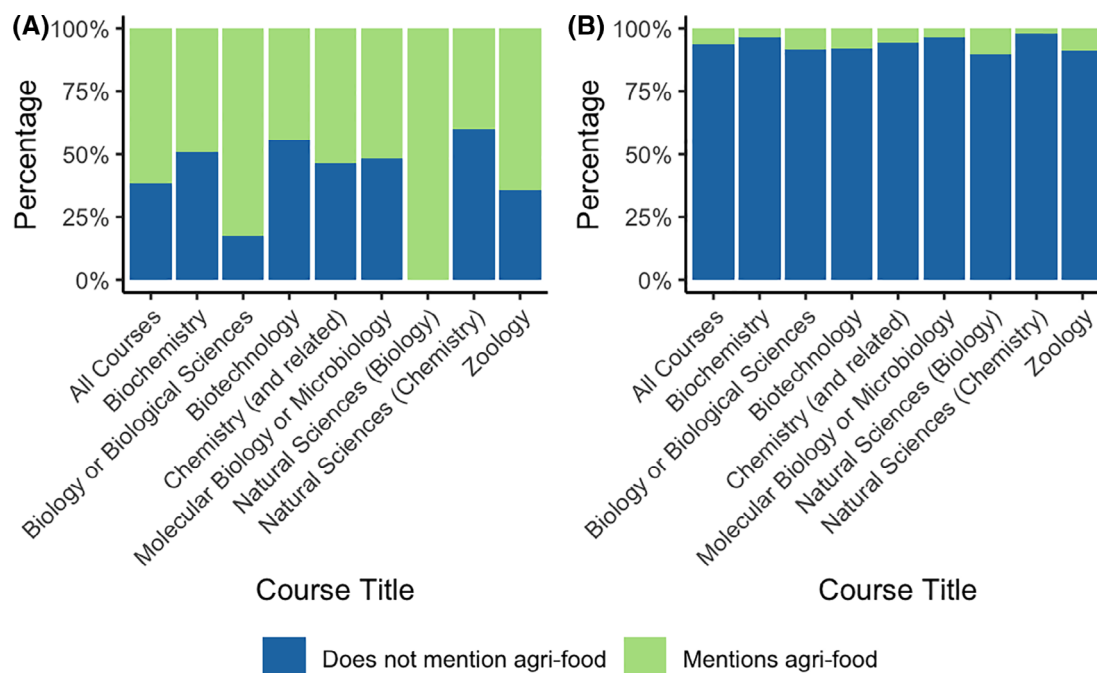 (A)
100%
75%
50%
25%
0%
Percentage
All Courses
Biochemistry
Biology or Biological Sciences
Biotechnology
Chemistry (and related)
Molecular Biology or Microbiology
Natural Sciences (Biology)
Natural Sciences (Chemistry)
Zoology
Course Title
(B)
100%
75%
50%
25%
0%
Percentage
All Courses
Biochemistry
Biology or Biological Sciences
Biotechnology
Chemistry (and related)
Molecular Biology or Microbiology
Natural Sciences (Biology)
Natural Sciences (Chemistry)
Zoology
Course Title
Does not mention agri-food
Mentions agri-food